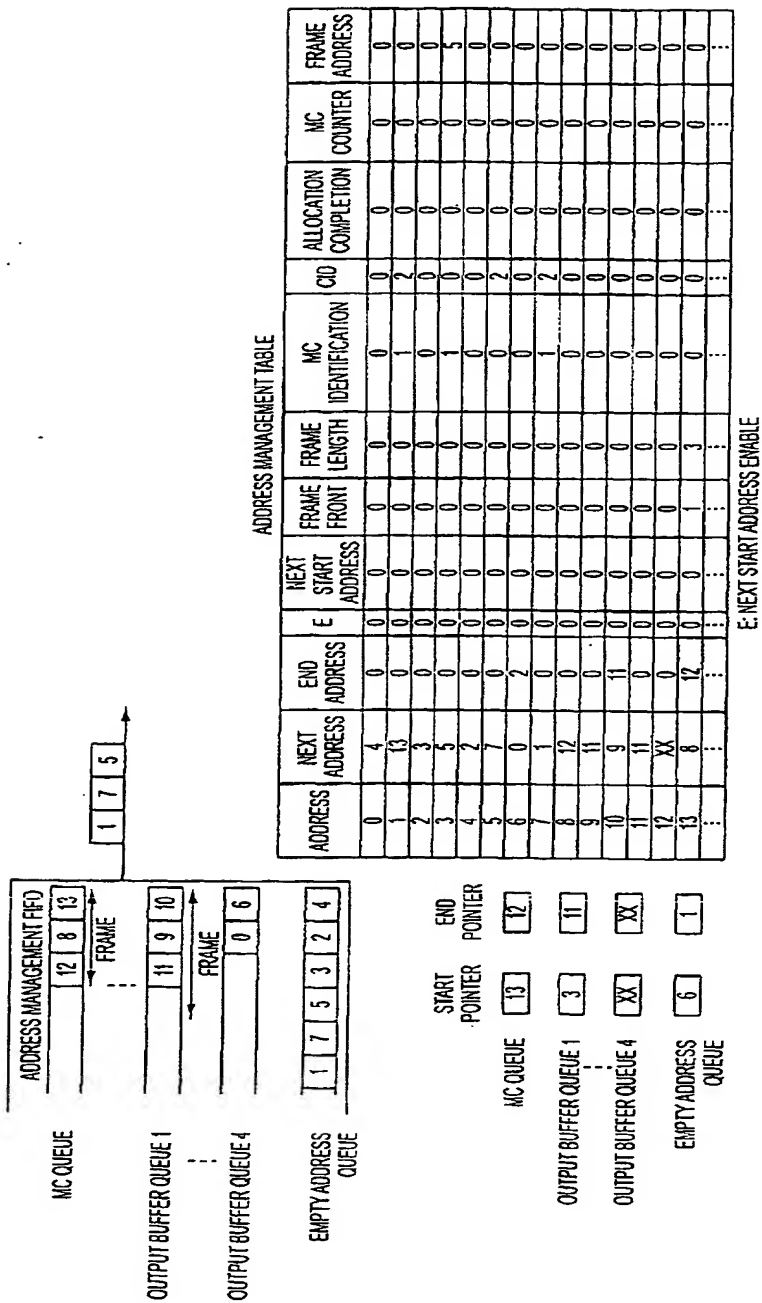 ADDRESS MANAGEMENT FIFO
MC QUEUE
12 8 13
FRAME
OUTPUT BUFFER QUEUE 1
11 9 10
FRAME
OUTPUT BUFFER QUEUE 4
0 6
EMPTY ADDRESS QUEUE
1 7 5 3 2 4
1 7 5
START POINTER END POINTER
MC QUEUE 13 12
OUTPUT BUFFER QUEUE 1 3 11
OUTPUT BUFFER QUEUE 4 XX XX
EMPTY ADDRESS QUEUE 6 1
ADDRESS MANAGEMENT TABLE
ADDRESS NEXT ADDRESS END ADDRESS E NEXT START ADDRESS FRAME FRONT FRAME LENGTH MC IDENTIFICATION CID ALLOCATION COMPLETION MC COUNTER FRAME ADDRESS
0 4 0 0 0 0 0 0 0 0 0 0
1 13 0 0 0 0 0 1 2 0 0 0
2 3 0 0 0 0 0 0 0 0 0 0
3 5 0 0 0 0 0 1 0 0 0 5
4 2 0 0 0 0 0 0 0 0 0 0
5 7 0 0 0 0 0 0 2 0 0 0
6 0 2 0 0 0 0 0 0 0 0 0
7 1 0 0 0 0 0 1 2 0 0 0
8 12 0 0 0 0 0 0 0 0 0 0
9 11 0 0 0 0 0 0 0 0 0 0
10 9 11 0 0 0 0 0 0 0 0 0
11 11 0 0 0 0 0 0 0 0 0 0
12 XX 0 0 0 0 0 0 0 0 0 0
13 8 12 0 0 1 3 0 0 0 0 0
E: NEXT START ADDRESS ENABLE